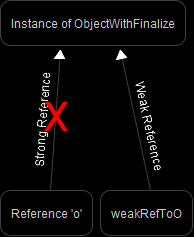 Instance of ObjectWithFinalize
Strong Reference
Weak Reference
Reference 'o'
weakRefToO